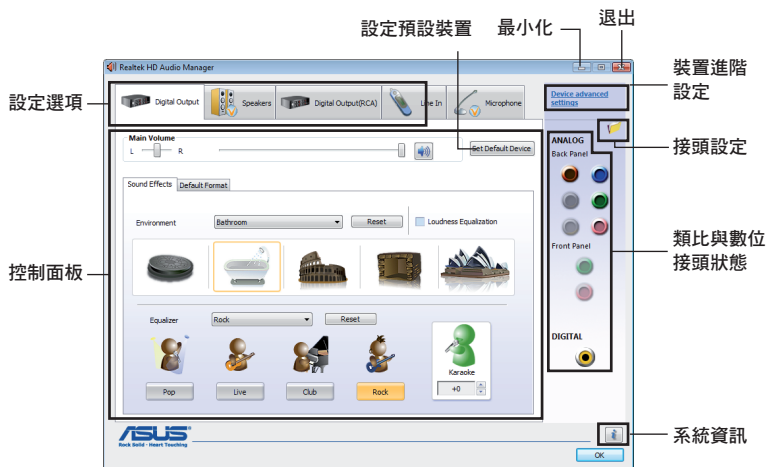 設定預設裝置
最小化
退出
Realtek HD Audio Manager
設定選項
Digital Output
Speakers
Digital Output(RCA)
Line In
Microphone
Device advanced
settings
裝置進階
設定
接頭設定
Main Volume
L
R
Set Default Device
ANALOG
Back Panel
Sound Effects
Default Format
Environment
Bathroom
Reset
Loudness Equalization
Front Panel
類比與數位
接頭狀態
控制面板
Equalizer
Rock
Reset
Karaoke
DIGITAL
Pop
Live
Club
Rock
+0
ASUS
Rock Solid · Heart Touching
系統資訊
OK